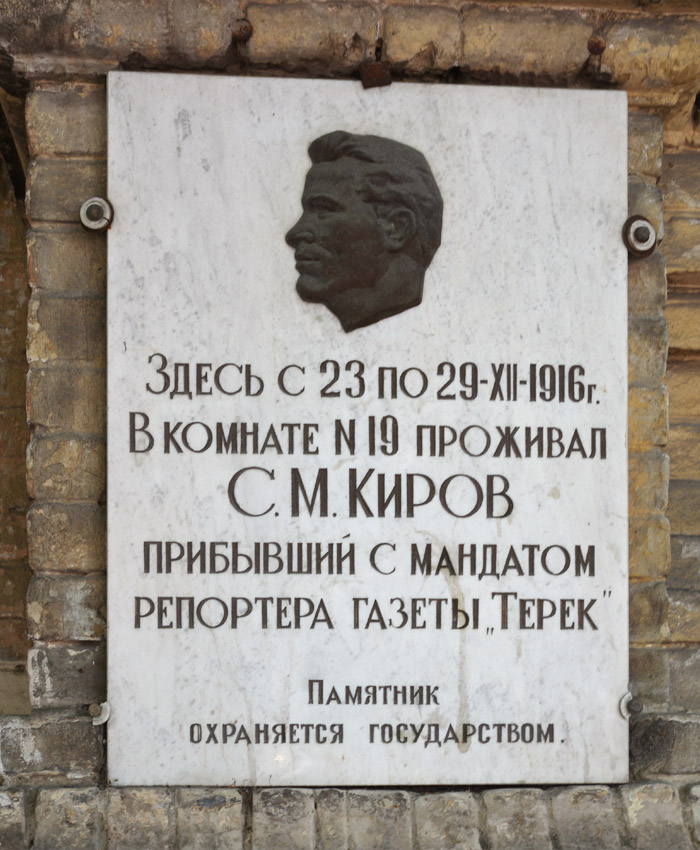 Здесь с 23 по 29-XII-1916г.
В комнате N 19 проживал
С. М. Киров
прибывший с мандатом
репортера газеты „Терек"
Памятник
охраняется государством.